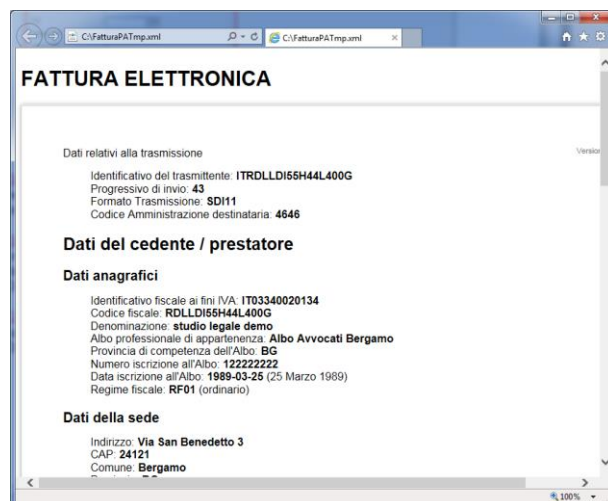 C:\FatturaPATmp.xml
C:\FatturaPATmp.xml
FATTURA ELETTRONICA
Dati relativi alla trasmissione
Version
Identificativo del trasmittente: ITRDLLDI55H44L400G
Progressivo di invio: 43
Formato Trasmissione: SDI11
Codice Amministrazione destinataria: 4646
Dati del cedente / prestatore
Dati anagrafici
Identificativo fiscale ai fini IVA: IT03340020134
Codice fiscale: RDLLDI55H44L400G
Denominazione: studio legale demo
Albo professionale di appartenenza: Albo Avvocati Bergamo
Provincia di competenza dell'Albo: BG
Numero iscrizione all'Albo: 122222222
Data iscrizione all'Albo: 1989-03-25 (25 Marzo 1989)
Regime fiscale: RF01 (ordinario)
Dati della sede
Indirizzo: Via San Benedetto 3
CAP: 24121
Comune: Bergamo
100%